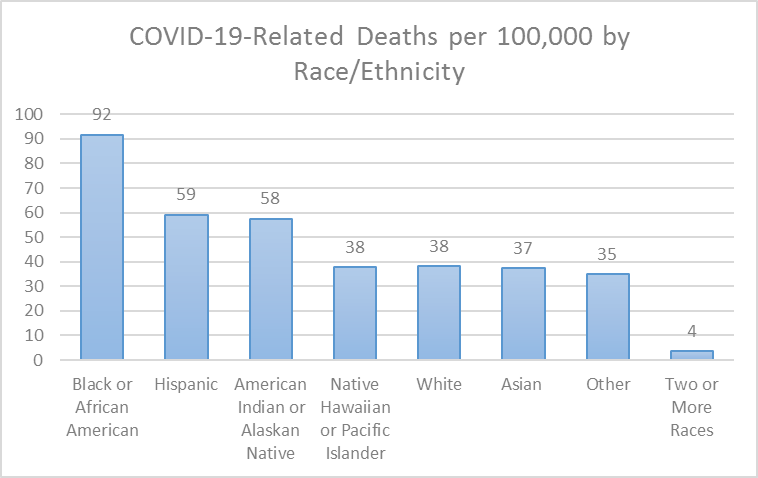 COVID-19-Related Deaths per 100,000 by
Race/Ethnicity
100
90
80
70
60
50
40
30
20
10
0
92
59
58
38
38
37
35
4
Black or
African
American
Hispanic
American
Indian or
Alaskan
Native
Native
Hawaiian
or Pacific
Islander
White
Asian
Other
Two or
More
Races